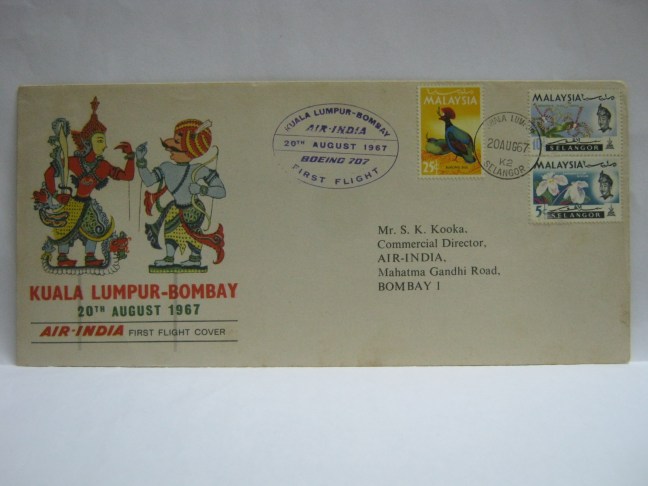 KUALA LUMPUR-BOMBAY
20TH AUGUST 1967
AIR-INDIA FIRST FLIGHT COVER
KUALA LUMPUR-BOMBAY
AIR-INDIA
20TH AUGUST 1967
BOEING 707
FIRST FLIGHT
MALAYSIA
25c
20AUG67
K2
SELANGOR
MALAYSIA
SELANGOR
MALAYSIA
5c
SELANGOR
Mr. S. K. Kooka,
Commercial Director,
AIR-INDIA,
Mahatma Gandhi Road,
BOMBAY 1